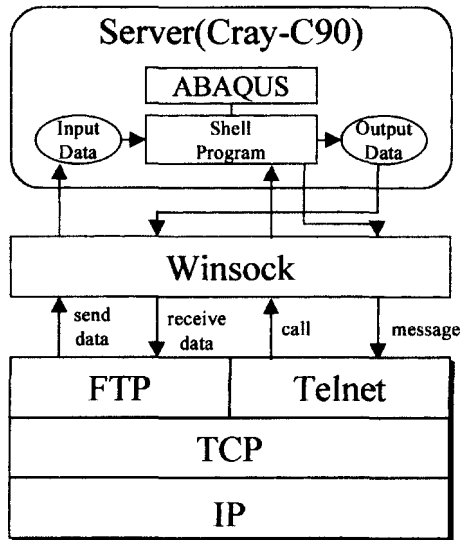 Server(Cray-C90)
ABAQUS
Input
Data
Shell
Program
Output
Data
Winsock
send
data
receive
data
call
message
FTP
Telnet
TCP
IP